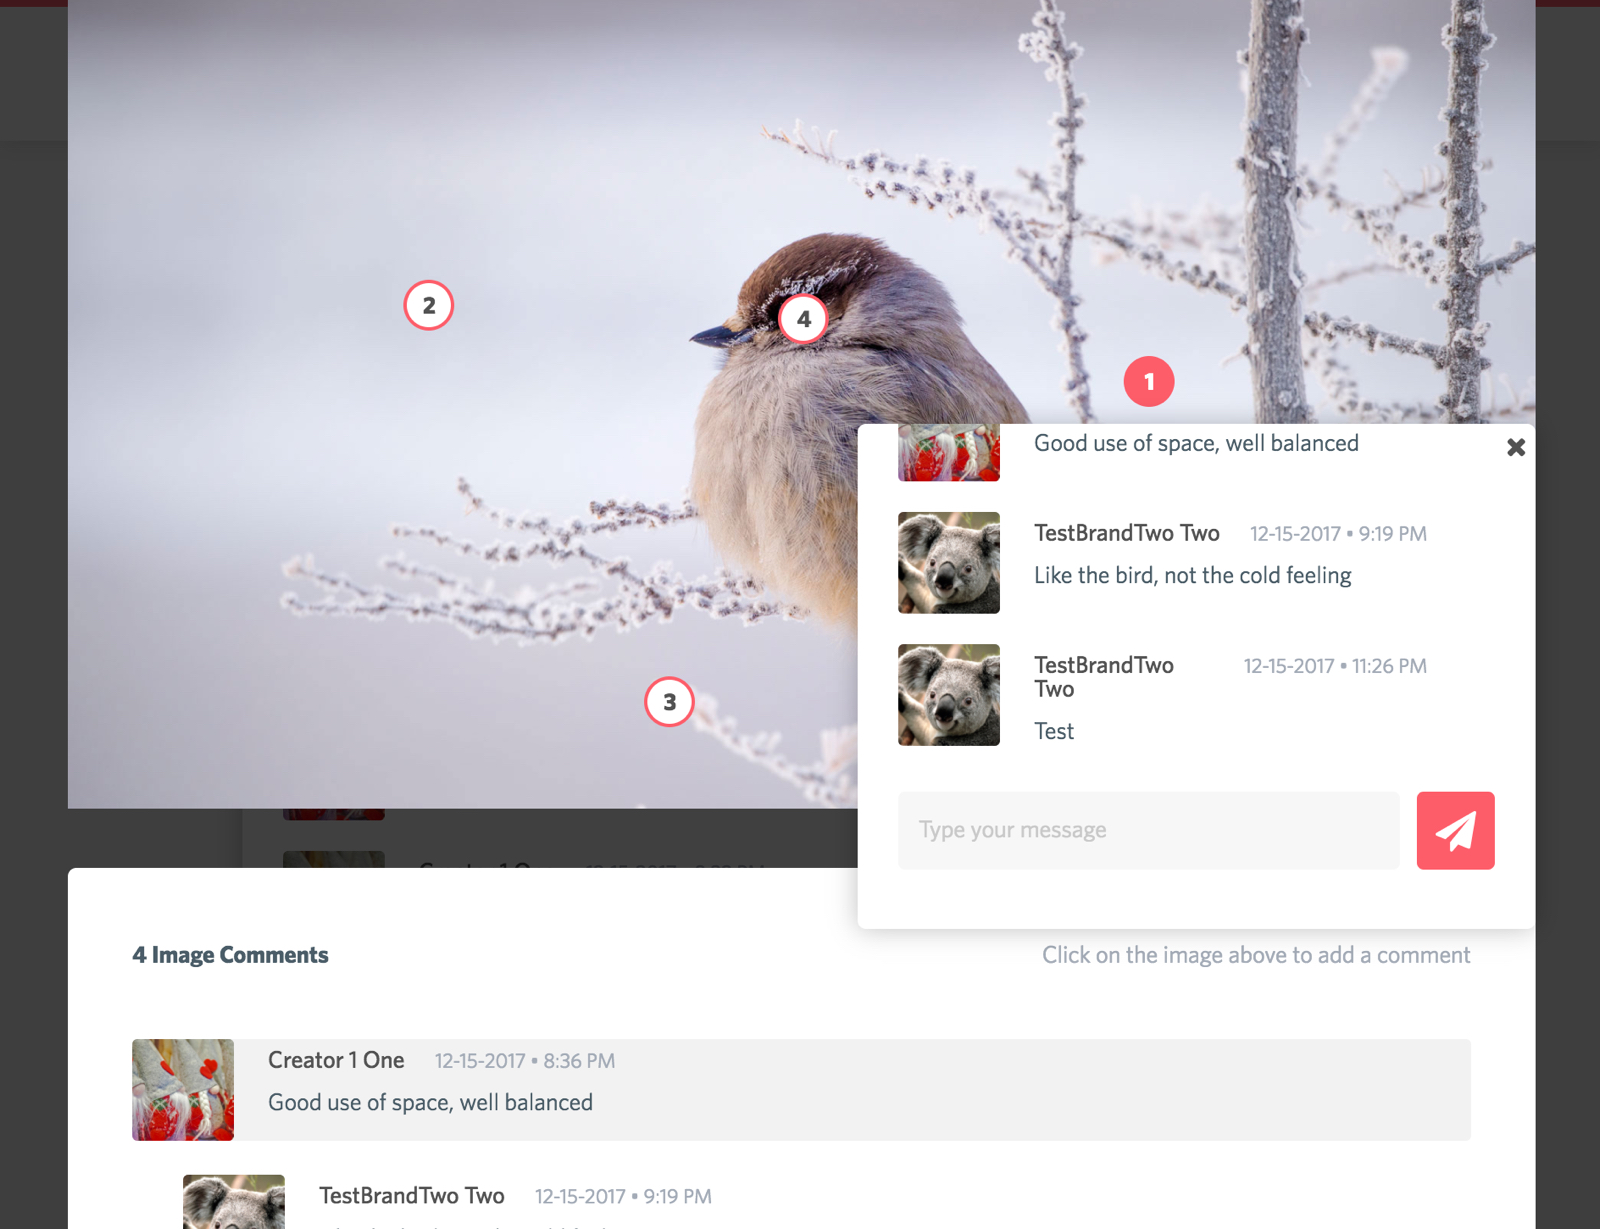 2
4
1
3
Good use of space, well balanced
TestBrandTwo Two 12-15-2017 • 9:19 PM
Like the bird, not the cold feeling
TestBrandTwo Two 12-15-2017 • 11:26 PM
Test
Type your message
4 Image Comments
Click on the image above to add a comment
Creator 1 One 12-15-2017 • 8:36 PM
Good use of space, well balanced
TestBrandTwo Two 12-15-2017 • 9:19 PM